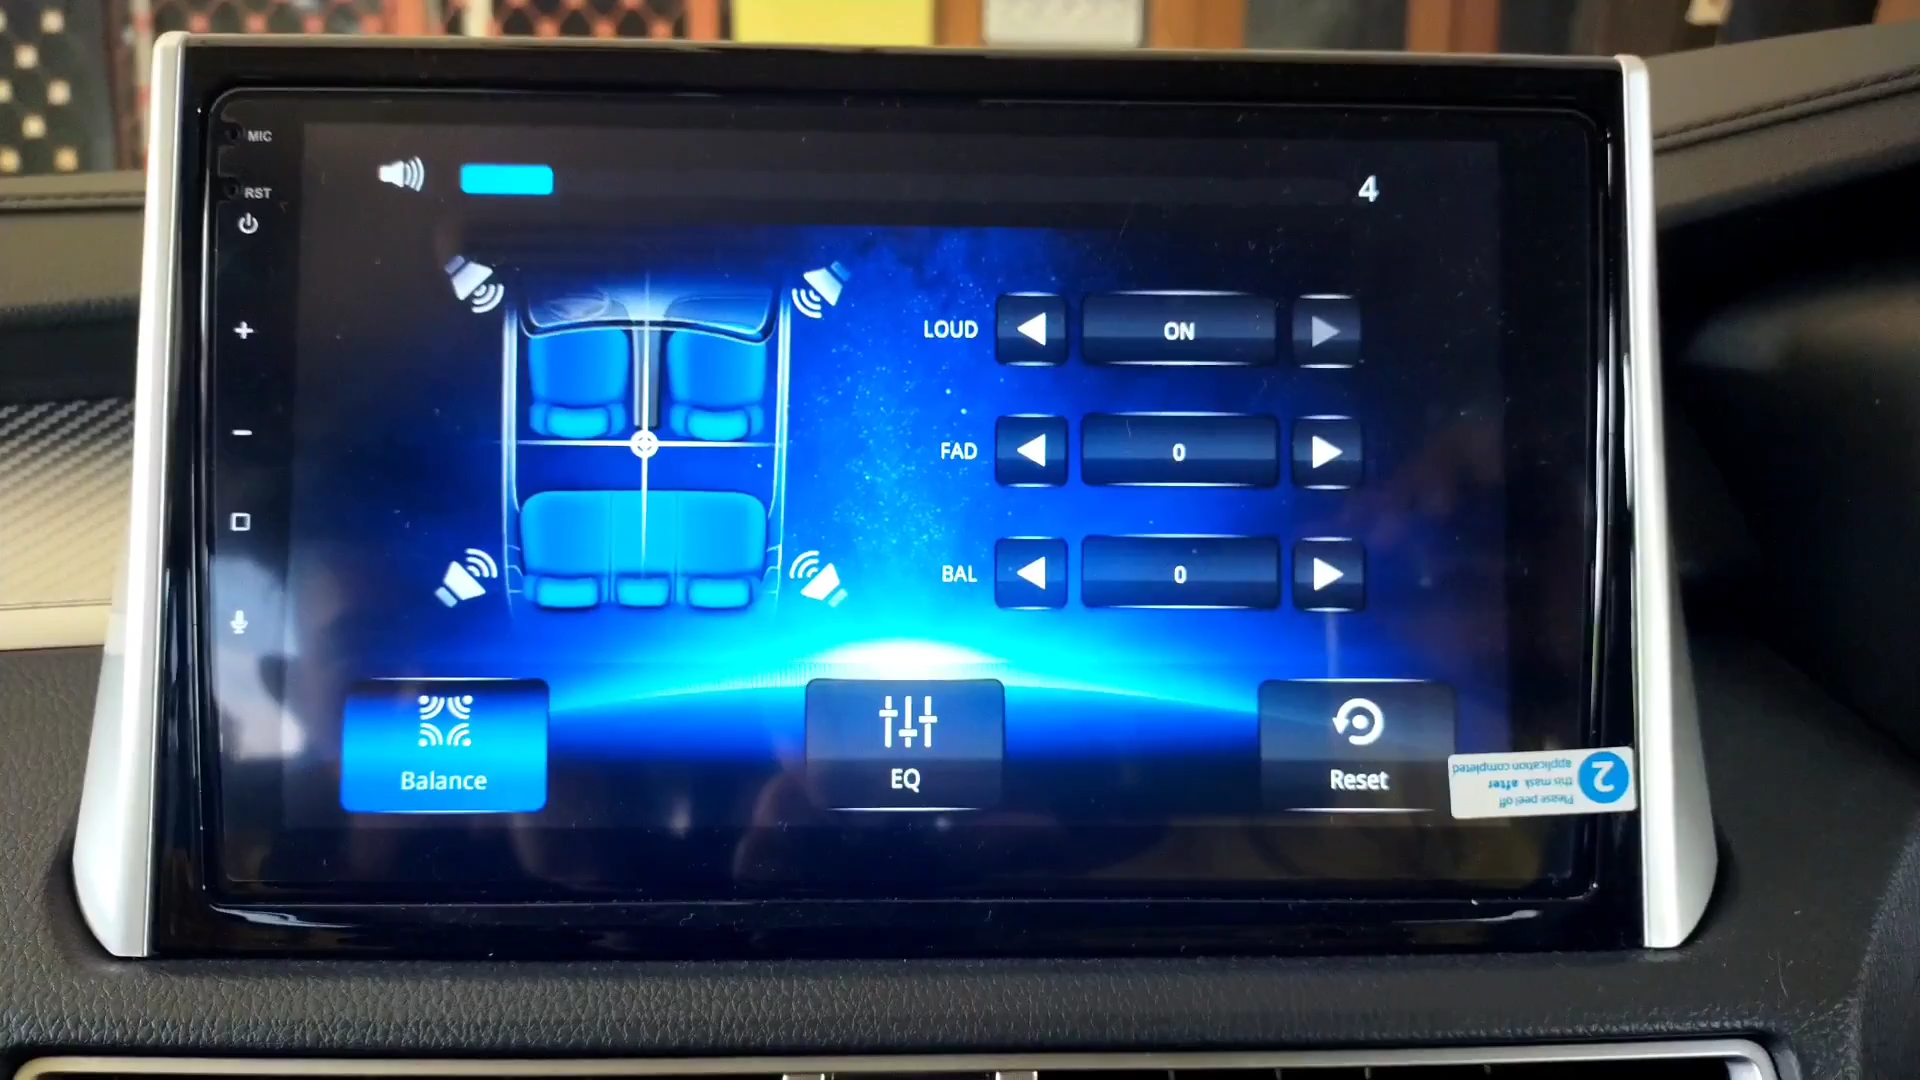 MIC
RST
4
LOUD
ON
FAD
0
BAL
0
Balance
EQ
Reset
2
Please peel off
this mask after
application completed